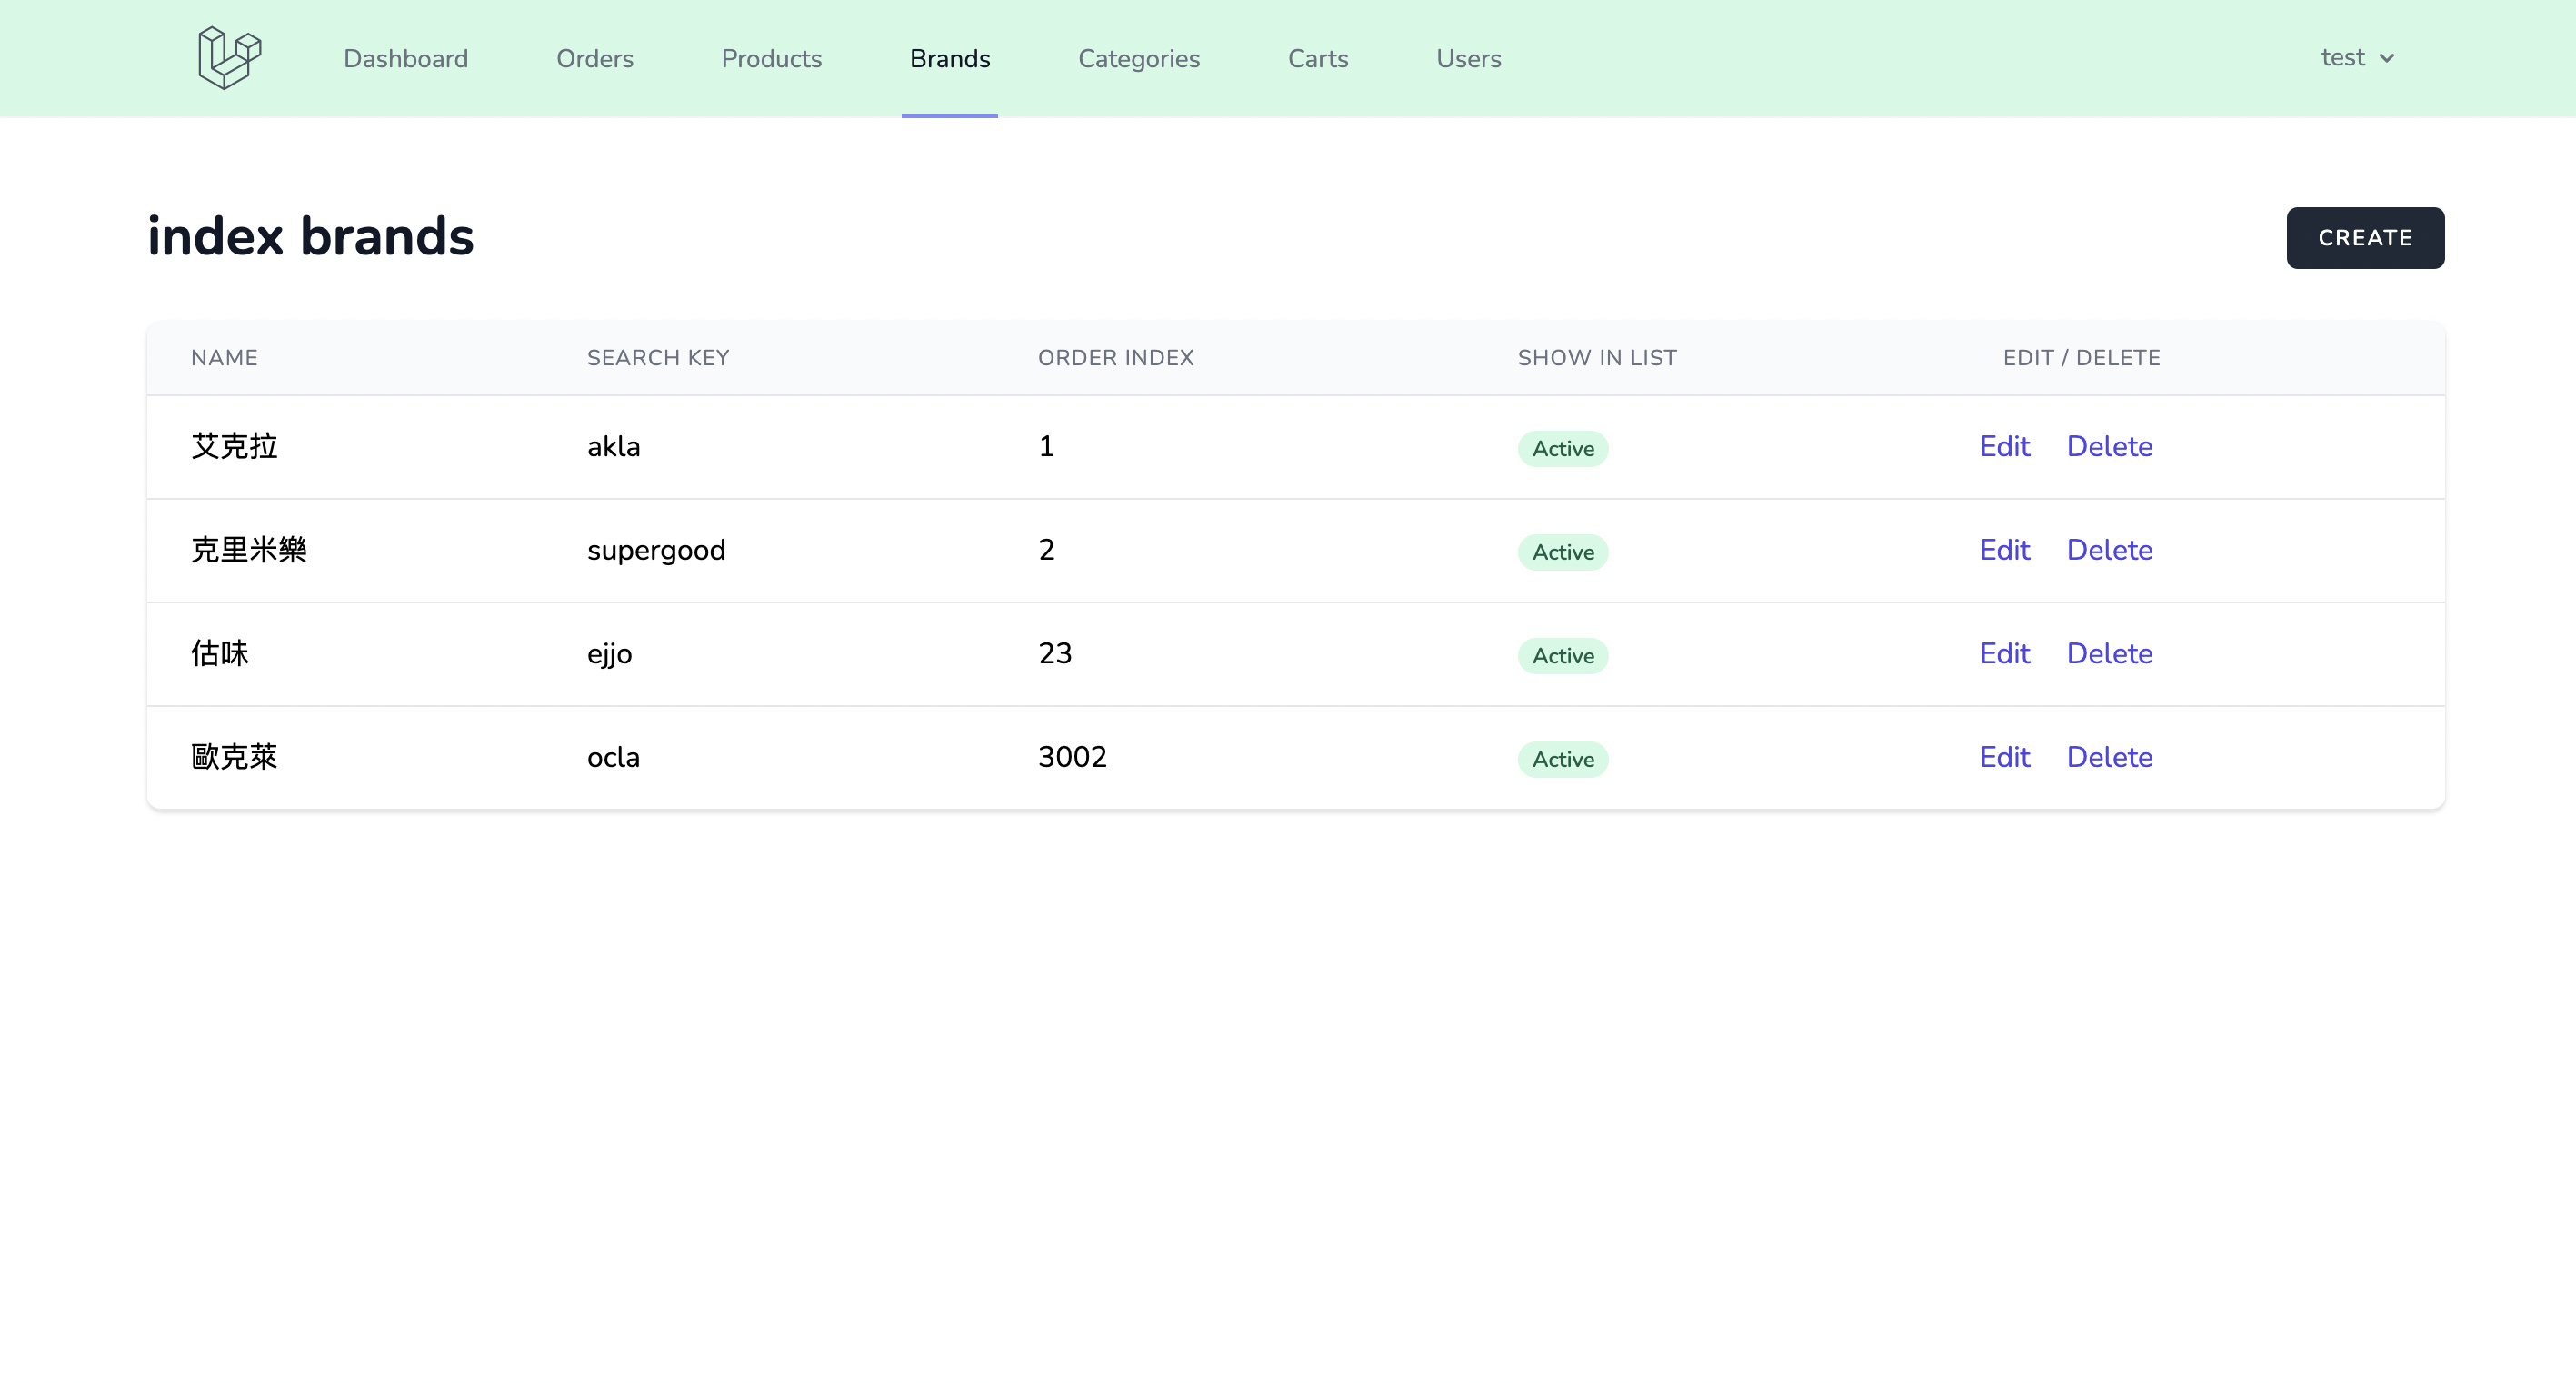 Dashboard Orders Products Brands Categories Carts Users test
index brands CREATE
NAME SEARCH KEY ORDER INDEX SHOW IN LIST EDIT / DELETE
艾克拉 akla 1 Active Edit Delete
克里米樂 supergood 2 Active Edit Delete
估味 ejjo 23 Active Edit Delete
歐克萊 ocla 3002 Active Edit Delete